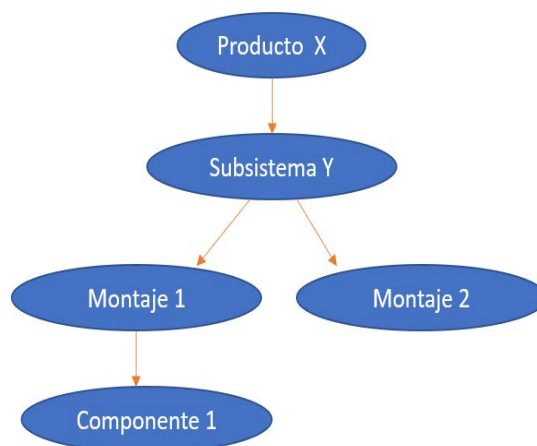 Producto X
Subsistema Y
Montaje 1
Montaje 2
Componente 1